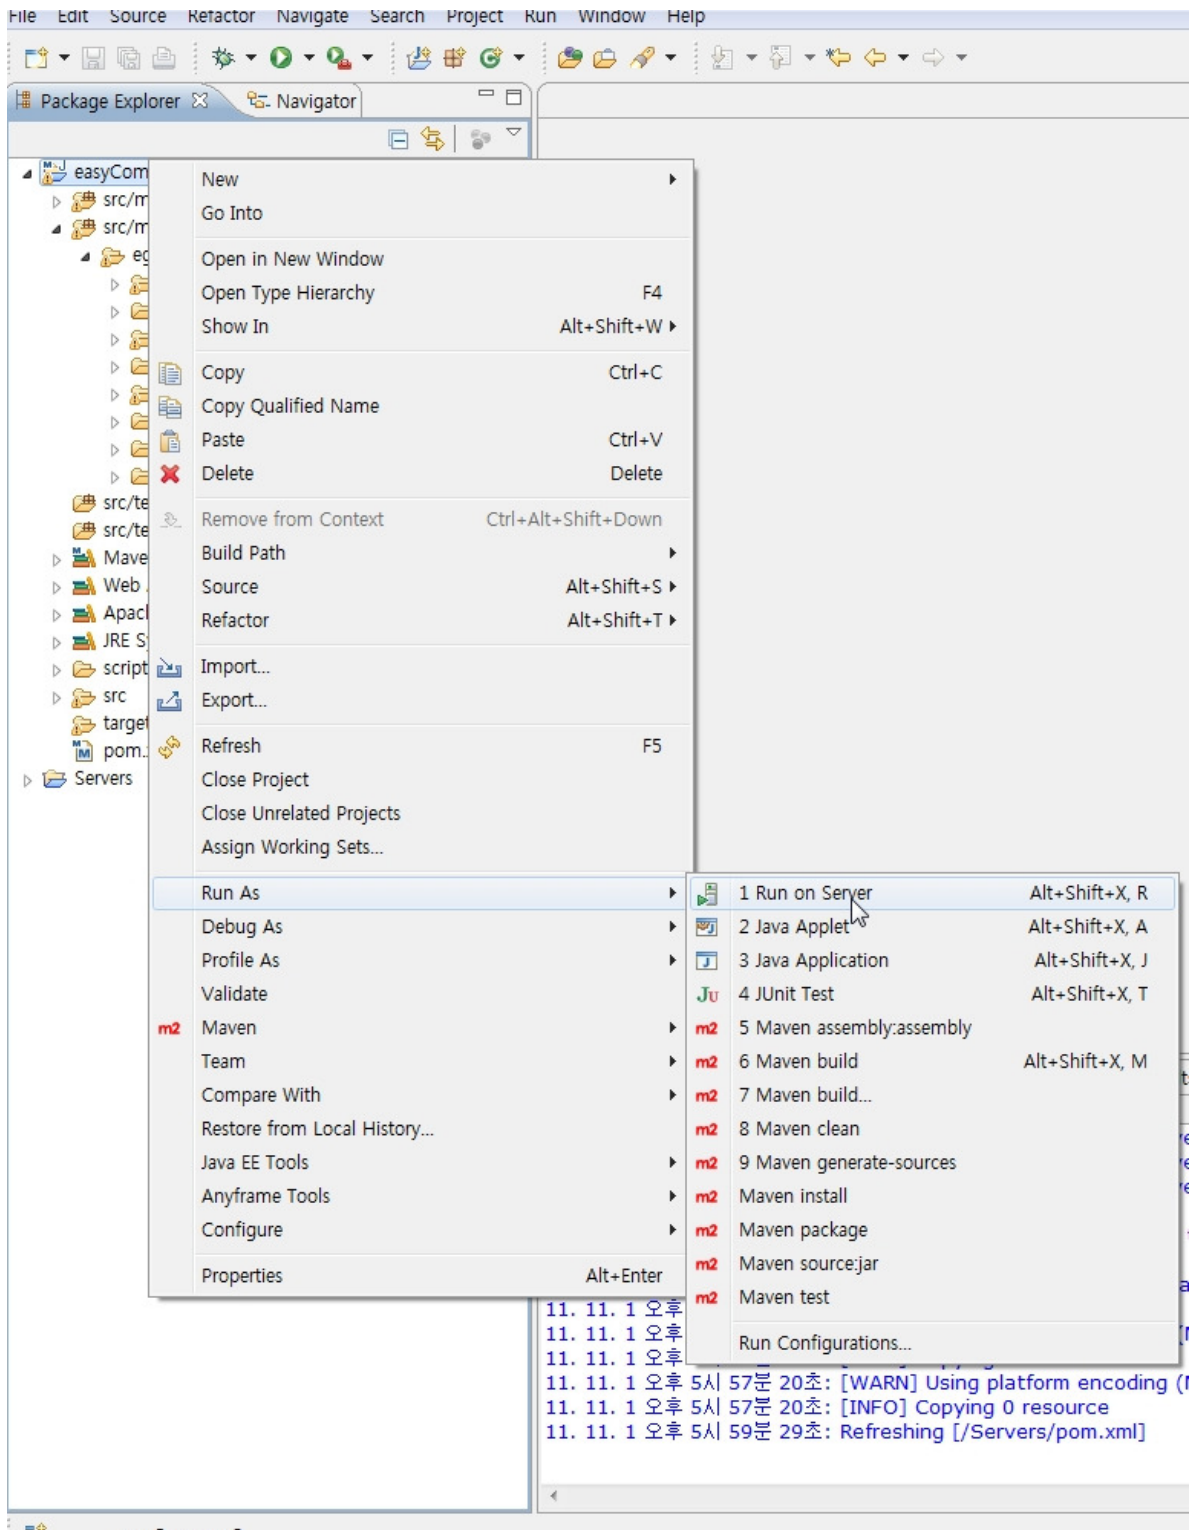 File Edit Source Refactor Navigate Search Project Run Window Help
Package Explorer Navigator
easyCom
src/m
src/m
eg
src/te
src/te
Mave
Web
Apacl
JRE S
script
src
target
pom.
Servers
New
Go Into
Open in New Window
Open Type Hierarchy F4
Show In Alt+Shift+W
Copy Ctrl+C
Copy Qualified Name
Paste Ctrl+V
Delete Delete
Remove from Context Ctrl+Alt+Shift+Down
Build Path
Source Alt+Shift+S
Refactor Alt+Shift+T
Import...
Export...
Refresh F5
Close Project
Close Unrelated Projects
Assign Working Sets...
Run As
Debug As
Profile As
Validate
m2 Maven
Team
Compare With
Restore from Local History...
Java EE Tools
Anyframe Tools
Configure
Properties Alt+Enter
1 Run on Server Alt+Shift+X, R
2 Java Applet Alt+Shift+X, A
3 Java Application Alt+Shift+X, J
Ju 4 JUnit Test Alt+Shift+X, T
m2 5 Maven assembly:assembly
m2 6 Maven build Alt+Shift+X, M
m2 7 Maven build...
m2 8 Maven clean
m2 9 Maven generate-sources
m2 Maven install
m2 Maven package
m2 Maven source:jar
m2 Maven test
Run Configurations...
11. 11. 1 오후
11. 11. 1 오후
11. 11. 1 오후
11. 11. 1 오후 5시 57분 20초: [WARN] Using platform encoding (
11. 11. 1 오후 5시 57분 20초: [INFO] Copying 0 resource
11. 11. 1 오후 5시 59분 29초: Refreshing [/Servers/pom.xml]